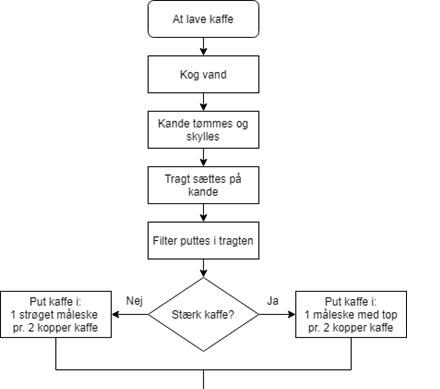 At lave kaffe
Kog vand
Kande tømmes og
skylles
Tragt sættes på
kande
Filter puttes i tragten
Stærk kaffe?
Nej
Ja
Put kaffe i:
1 strøget måleske
pr. 2 kopper kaffe
Put kaffe i:
1 måleske med top
pr. 2 kopper kaffe